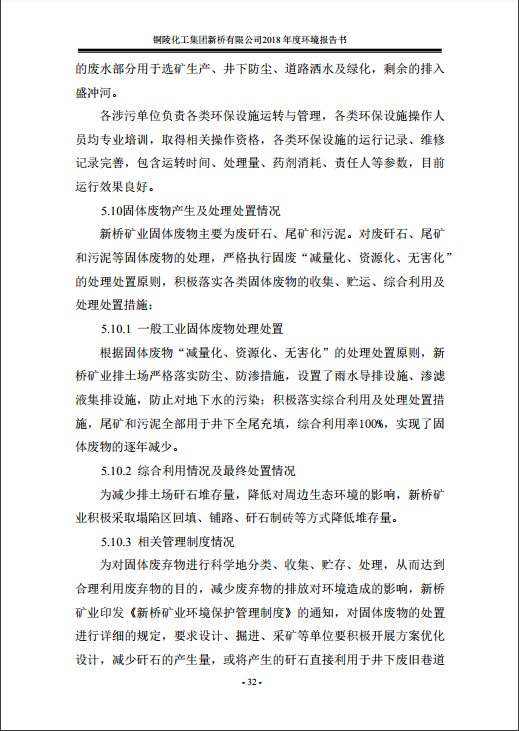 铜陵化工集团新桥有限公司2018 年度环境报告书
的废水部分用于选矿生产、井下防尘、道路洒水及绿化，剩余的排入
盛冲河。
各涉污单位负责各类环保设施运转与管理，各类环保设施操作人
员均专业培训，取得相关操作资格，各类环保设施的运行记录、维修
记录完善，包含运转时间、处理量、药剂消耗、责任人等参数，目前
运行效果良好。
5.10固体废物产生及处理处置情况
新桥矿业固体废物主要为废矸石、尾矿和污泥。对废矸石、尾矿
和污泥等固体废物的处理，严格执行固废“减量化、资源化、无害化”
的处理处置原则，积极落实各类固体废物的收集、贮运、综合利用及
处理处置措施：
5.10.1 一般工业固体废物处理处置
根据固体废物“减量化、资源化、无害化”的处理处置原则，新
桥矿业排土场严格落实防尘、防渗措施，设置了雨水导排设施、渗滤
液集排设施，防止对地下水的污染；积极落实综合利用及处理处置措
施，尾矿和污泥全部用于井下全尾充填，综合利用率100%，实现了固
体废物的逐年减少。
5.10.2 综合利用情况及最终处置情况
为减少排土场矸石堆存量，降低对周边生态环境的影响，新桥矿
业积极采取塌陷区回填、铺路、矸石制砖等方式降低堆存量。
5.10.3 相关管理制度情况
为对固体废弃物进行科学地分类、收集、贮存、处理，从而达到
合理利用废弃物的目的，减少废弃物的排放对环境造成的影响，新桥
矿业印发《新桥矿业环境保护管理制度》的通知，对固体废物的处置
进行详细的规定，要求设计、掘进、采矿等单位要积极开展方案优化
设计，减少矸石的产生量，或将产生的矸石直接利用于井下废旧巷道
- 32 -